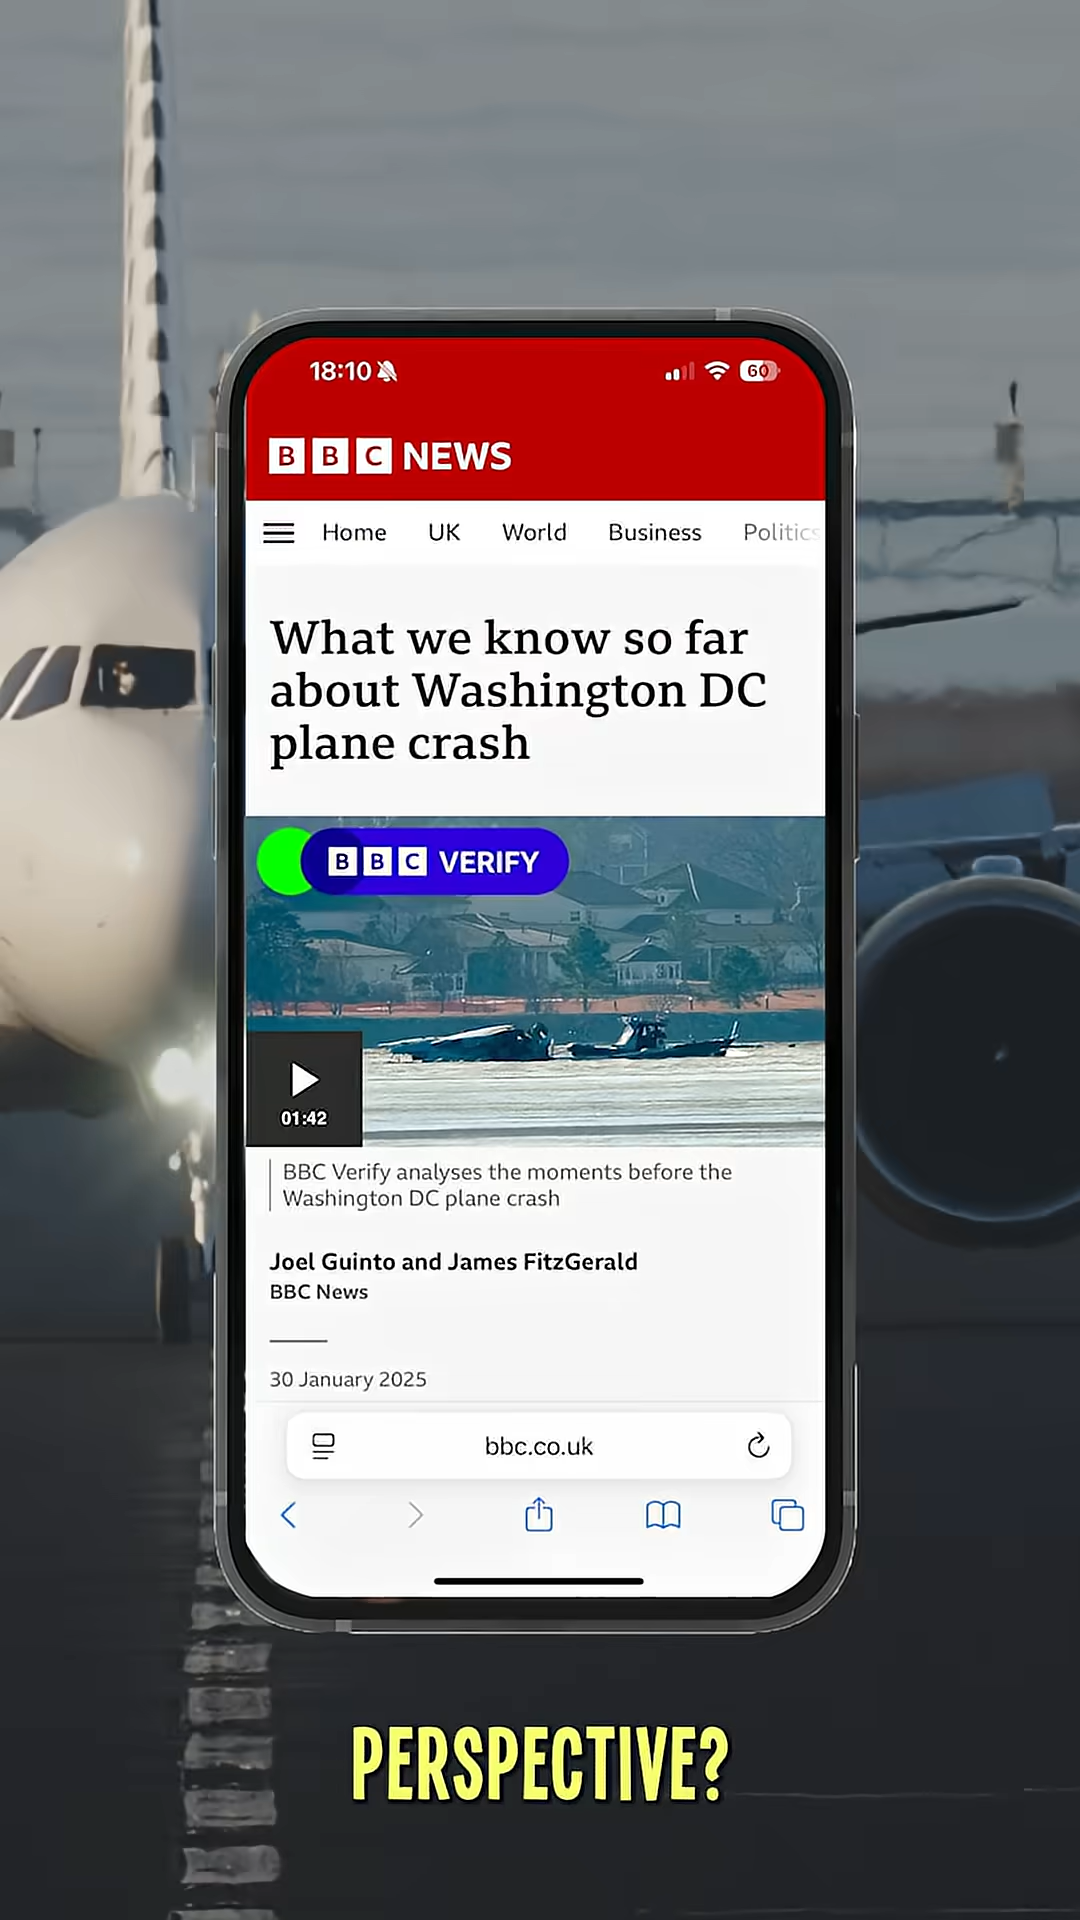 18:10
60
BBC NEWS
Home UK World Business Politics
What we know so far
about Washington DC
plane crash
BBC VERIFY
01:42
BBC Verify analyses the moments before the
Washington DC plane crash
Joel Guinto and James FitzGerald
BBC News
30 January 2025
bbc.co.uk
PERSPECTIVE?